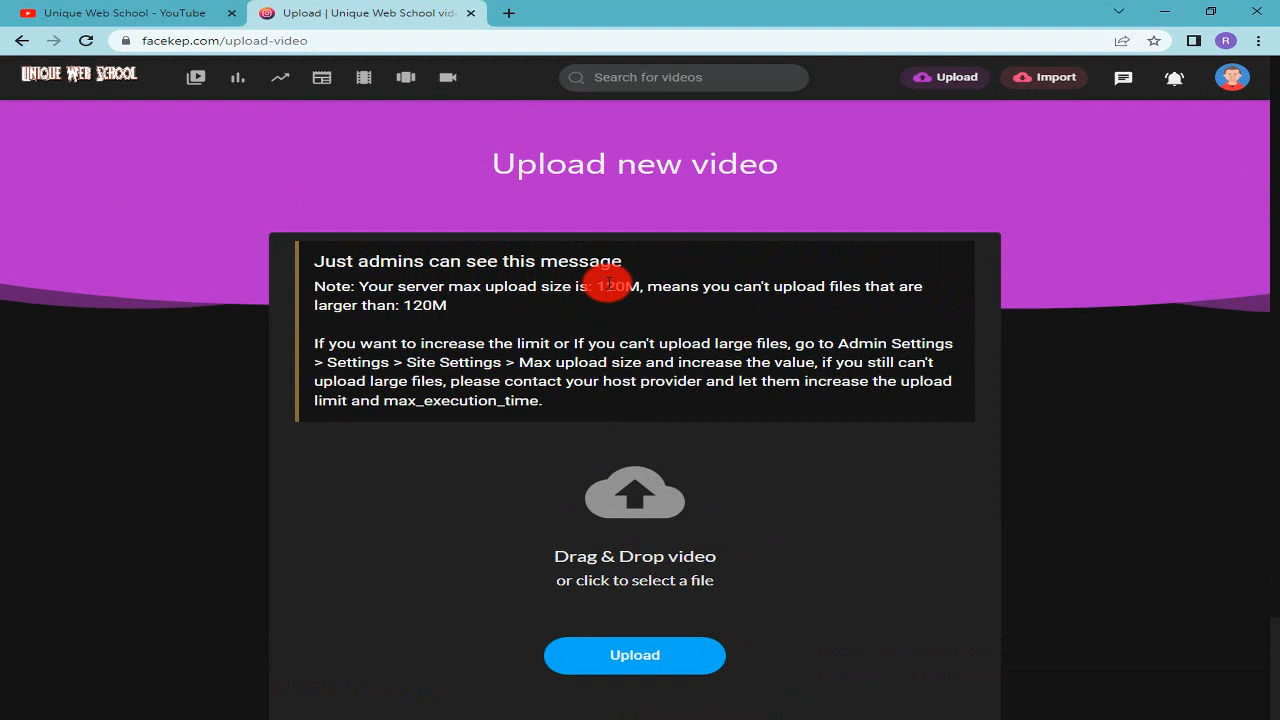 Unique Web School - YouTube
Upload | Unique Web School vide
facekep.com/upload-video
R
UNIQUE WEB SCHOOL
Search for videos
Upload
Import
Upload new video
Just admins can see this message
Note: Your server max upload size is: 120M, means you can't upload files that are
larger than: 120M
If you want to increase the limit or If you can't upload large files, go to Admin Settings
> Settings > Site Settings > Max upload size and increase the value, if you still can't
upload large files, please contact your host provider and let them increase the upload
limit and max_execution_time.
Drag & Drop video
or click to select a file
Upload